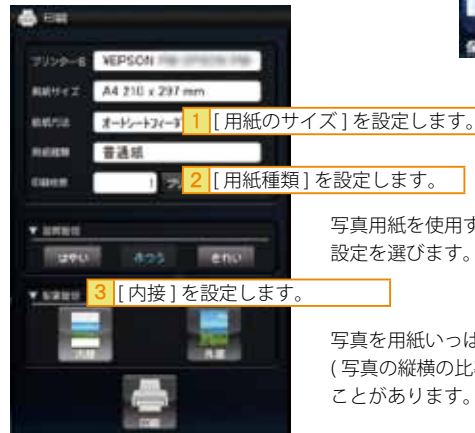 印刷
プリンター名 ¥EPSON
用紙サイズ A4 210 x 297 mm
給紙方法 オートシートフィーダ
1 [ 用紙のサイズ ] を設定します。
用紙種類 普通紙
印刷枚数 1
2 [ 用紙種類 ] を設定します。
写真用紙を使用す
設定を選びます。
▼ 品質設定
はやい ふつう きれい
3 [ 内接 ] を設定します。
内接 外接
写真を用紙いっぱ
( 写真の縦横の比
ことがあります。
印刷